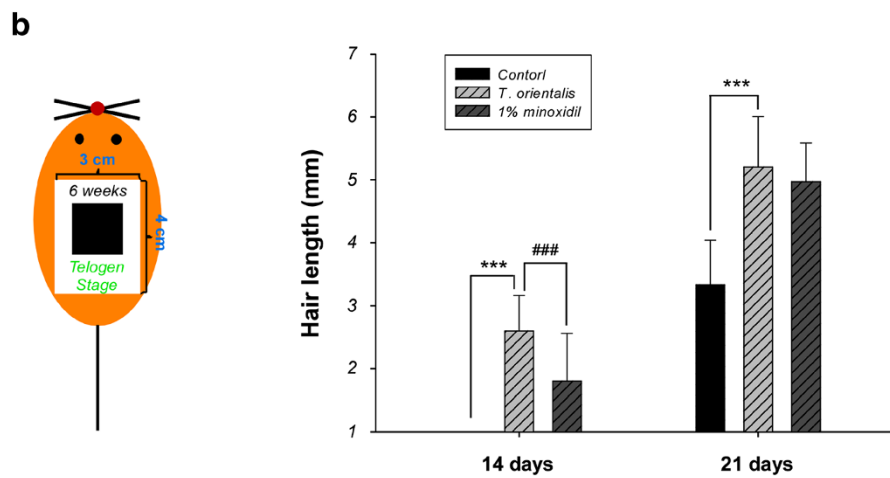 b
3 cm
6 weeks
4 cm
Telogen
Stage
Hair length (mm)
7
6
5
4
3
2
1
Contorl
T. orientalis
1% minoxidil
***
###
***
14 days
21 days